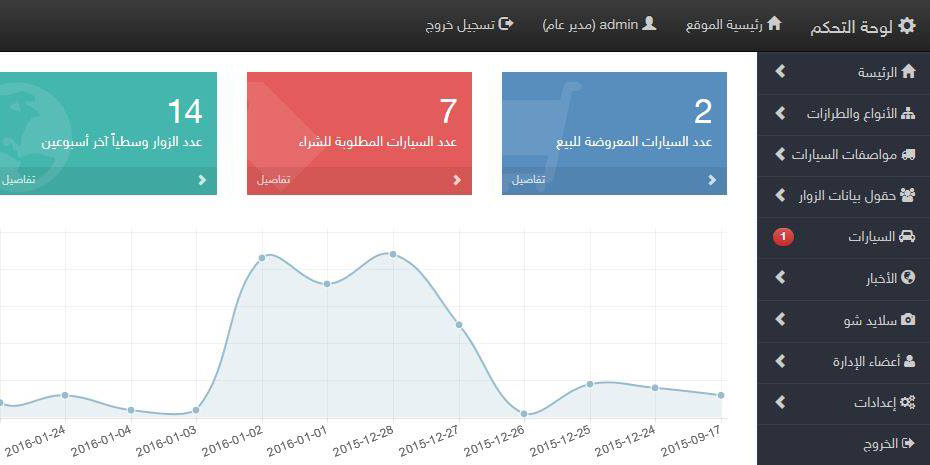 لوحة التحكم
رئيسية الموقع
admin (مدير عام)
تسجيل خروج
الرئيسة
الأنواع والطرازات
مواصفات السيارات
حقول بيانات الزوار
السيارات
1
الأخبار
سلايد شو
أعضاء الإدارة
إعدادات
الخروج
2
عدد السيارات المعروضة للبيع
تفاصيل
7
عدد السيارات المطلوبة للشراء
تفاصيل
14
عدد الزوار وسطياً آخر أسبوعين
تفاصيل
2015-09-17
2015-12-24
2015-12-25
2015-12-26
2015-12-27
2015-12-28
2016-01-01
2016-01-02
2016-01-03
2016-01-04
2016-01-24